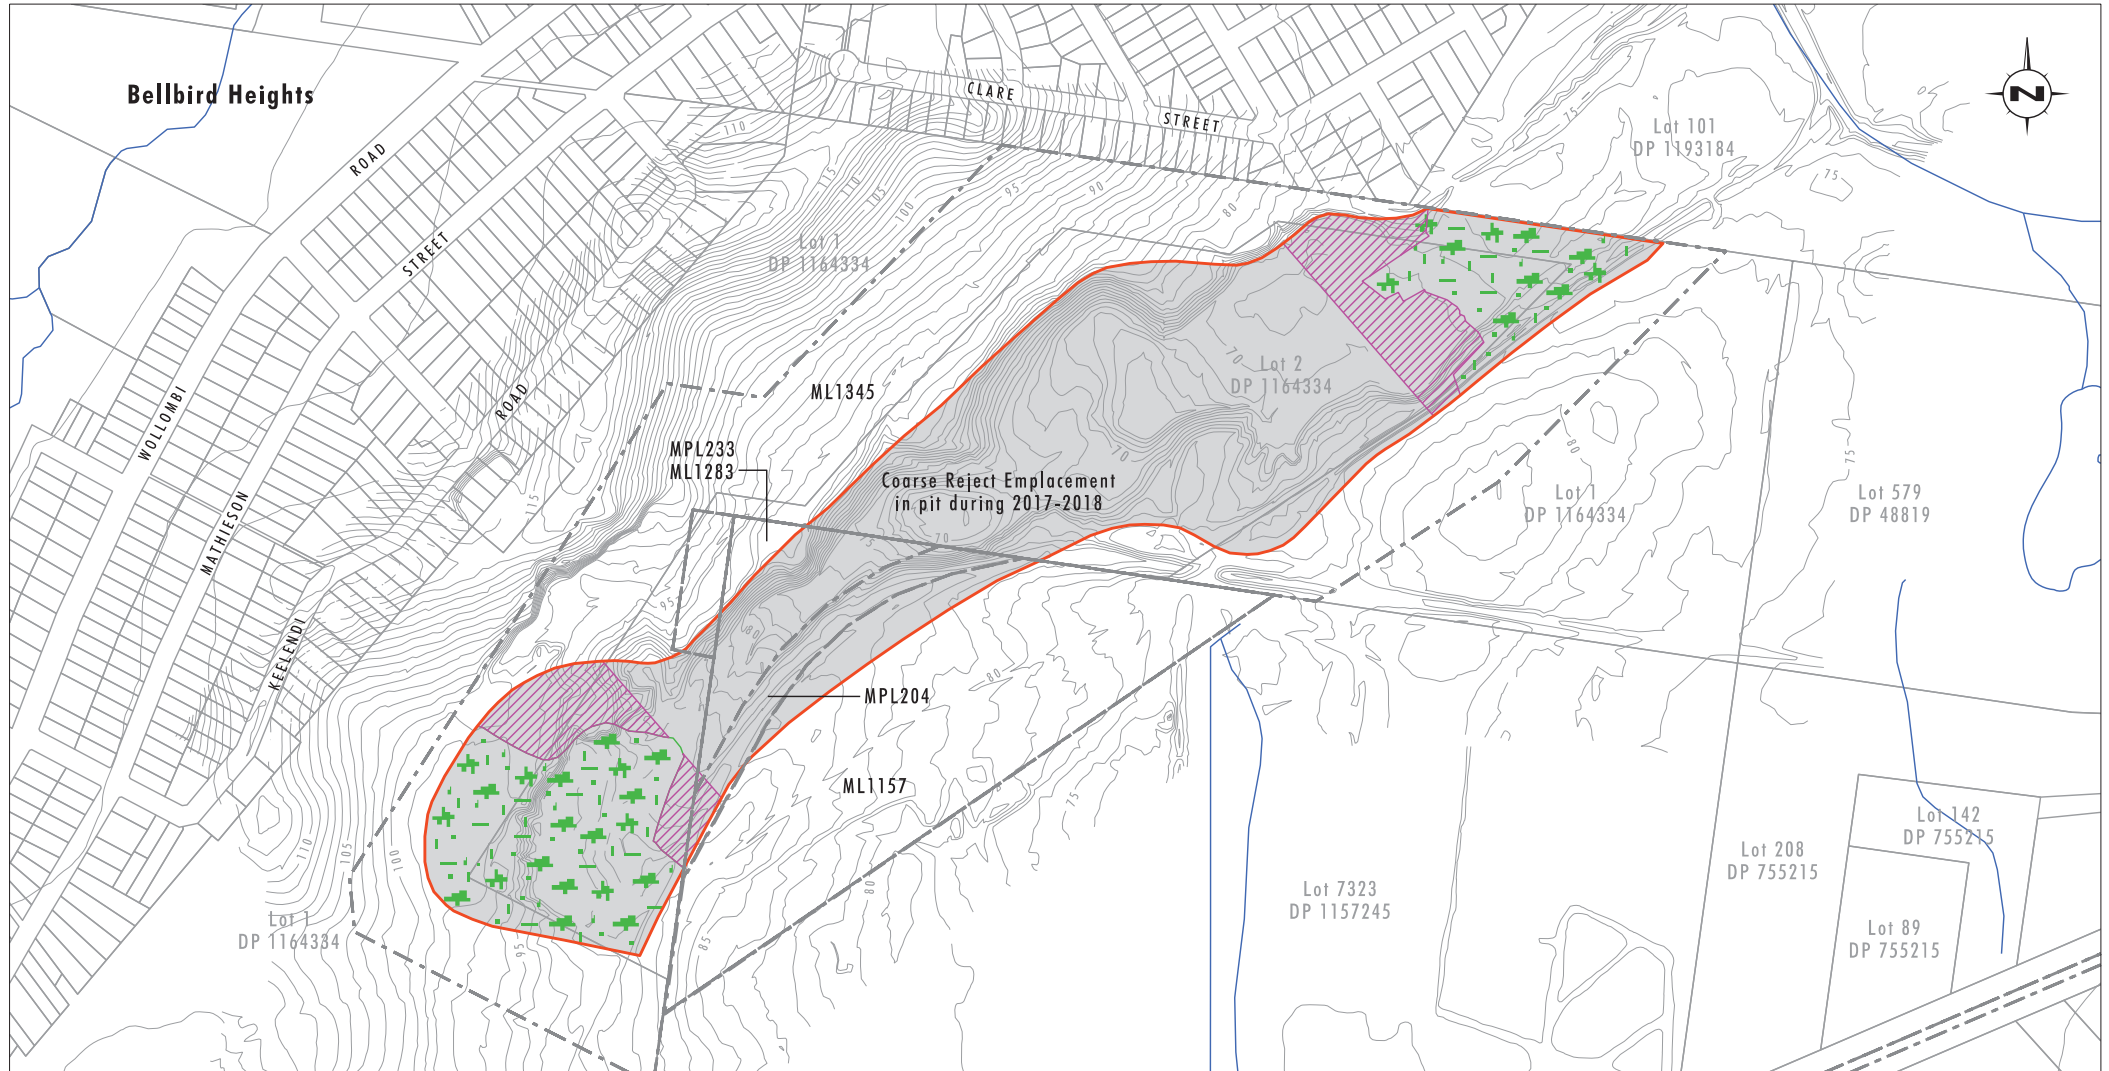 Bellbird Heights
CLARE
STREET
N
ROAD
STREET
ROAD
WOLLOMBI
MATHIESON
KEELENDI
110
115
110
105
100
95
90
80
75
75
Lot 101
DP 1193184
Lot 1
DP 1164334
ML1345
MPL233
ML1283
Lot 2
DP 1164334
70
70
Coarse Reject Emplacement
in pit during 2017-2018
75
70
115
95
80
80
75
Lot 1
DP 1164334
Lot 579
DP 48819
MPL204
80
ML1157
75
80
85
95
110
105
100
Lot 1
DP 1164334
Lot 7323
DP 1157245
Lot 208
DP 755215
Lot 142
DP 755215
Lot 89
DP 755215